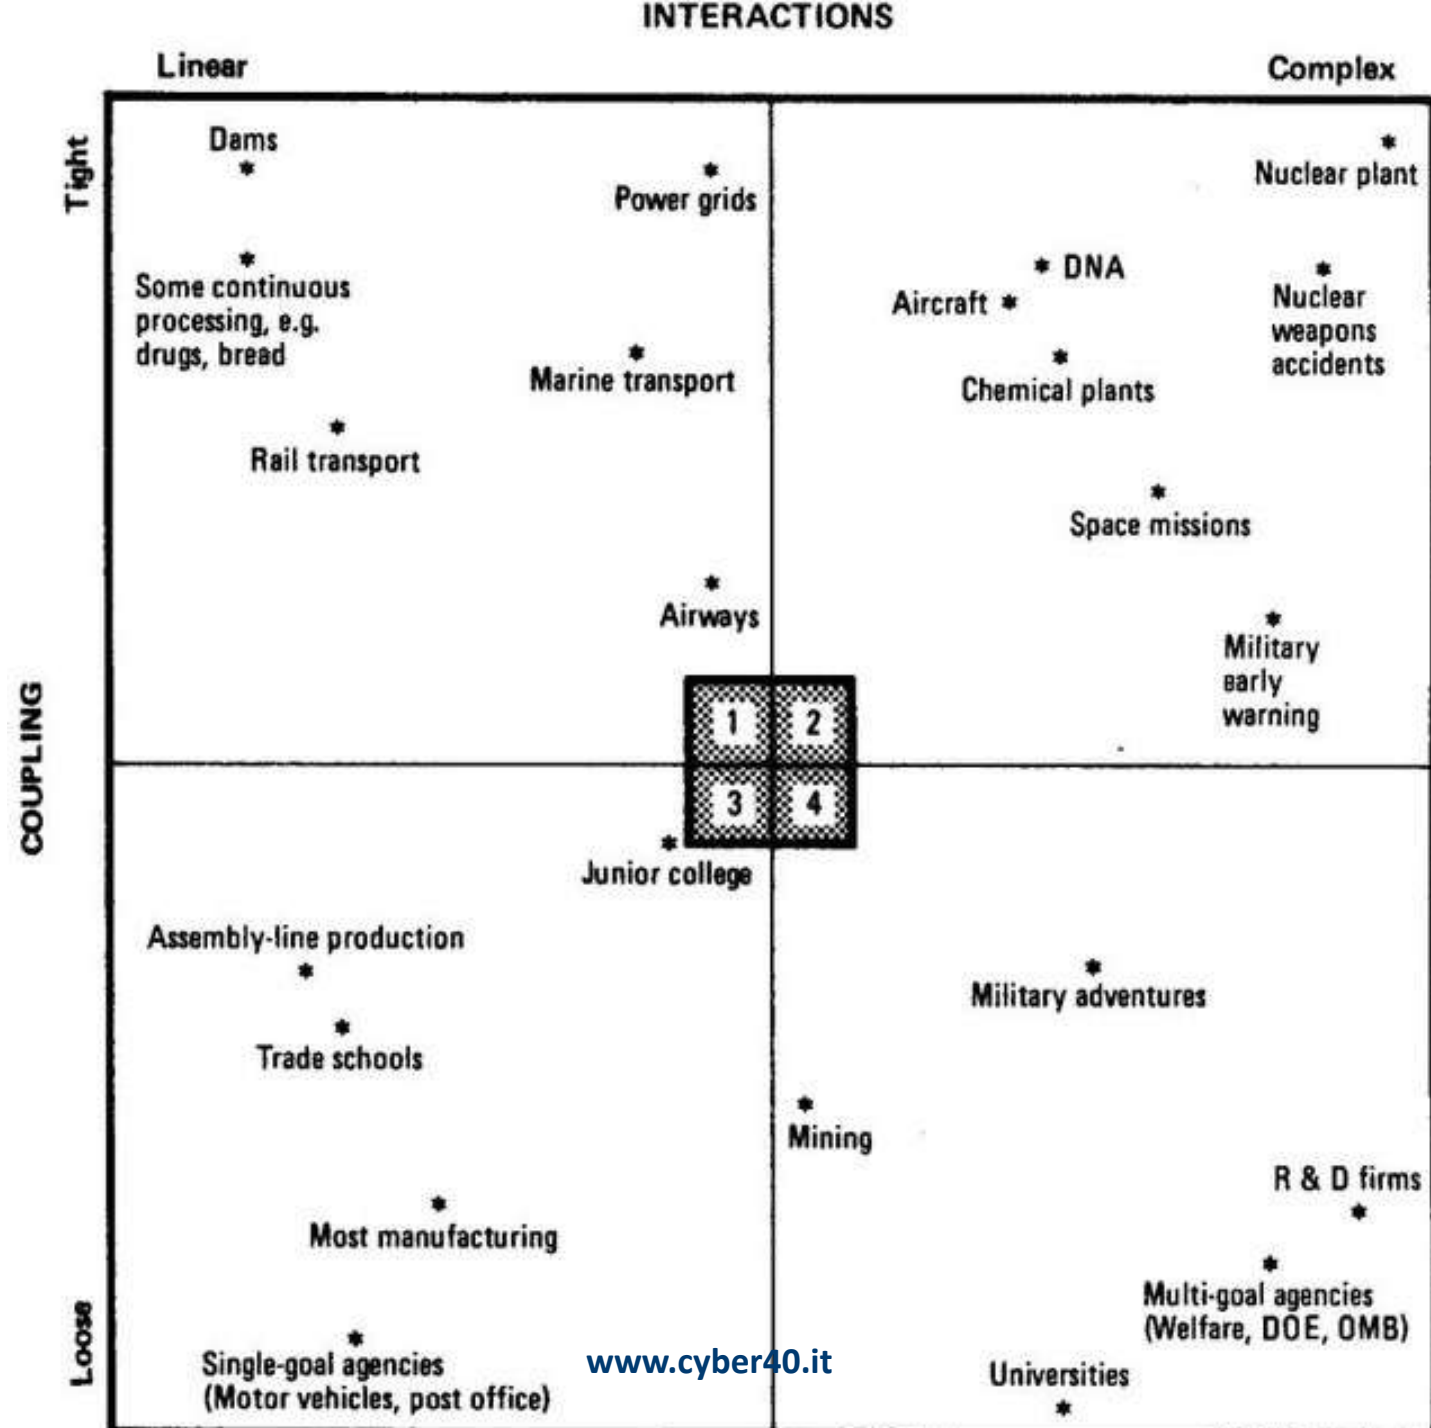 INTERACTIONS
Linear
Complex
Tight
COUPLING
Loose
Dams
Power grids
Some continuous
processing, e.g.
drugs, bread
Marine transport
Rail transport
Airways
Nuclear plant
DNA
Aircraft
Nuclear
weapons
accidents
Chemical plants
Space missions
Military
early
warning
1
2
3
4
Junior college
Assembly-line production
Trade schools
Most manufacturing
Single-goal agencies
(Motor vehicles, post office)
Military adventures
Mining
R & D firms
Multi-goal agencies
(Welfare, DOE, OMB)
Universities
www.cyber40.it